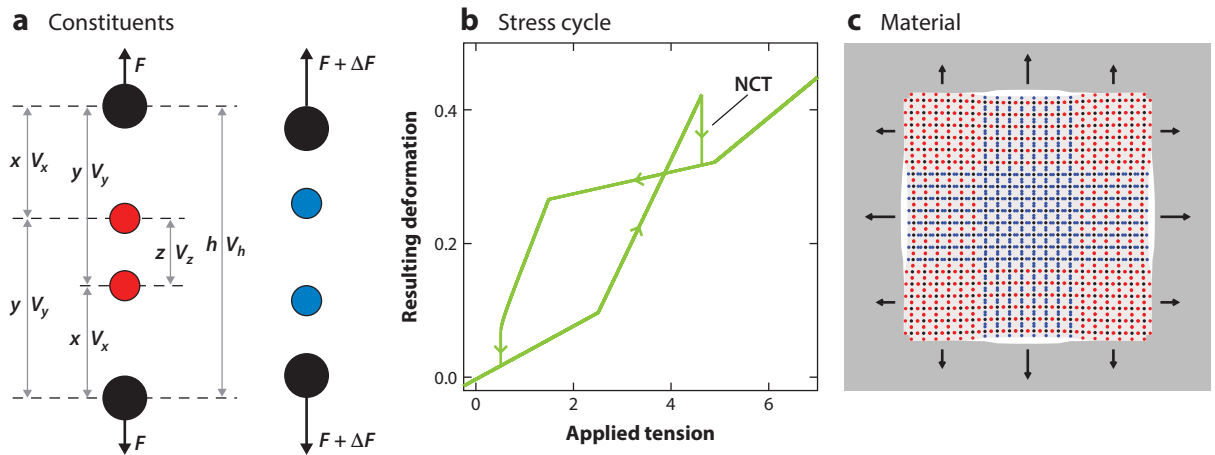 a Constituents
F
F + ΔF
x V_x
y V_y
z V_z
h V_h
y V_y
x V_x
F
F + ΔF
b Stress cycle
NCT
0.4
0.2
0.0
0
2
4
6
Resulting deformation
Applied tension
c Material